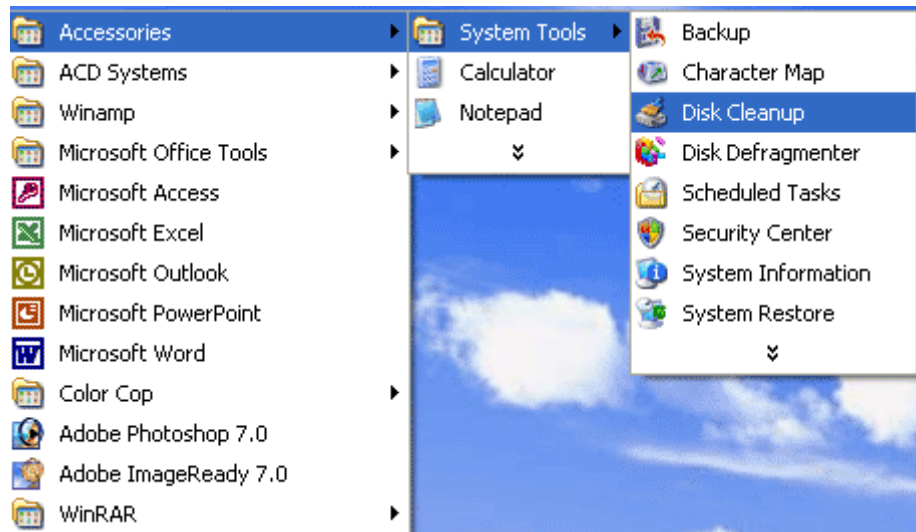 Accessories
ACD Systems
Winamp
Microsoft Office Tools
Microsoft Access
Microsoft Excel
Microsoft Outlook
Microsoft PowerPoint
Microsoft Word
Color Cop
Adobe Photoshop 7.0
Adobe ImageReady 7.0
WinRAR
System Tools
Calculator
Notepad
Backup
Character Map
Disk Cleanup
Disk Defragmenter
Scheduled Tasks
Security Center
System Information
System Restore